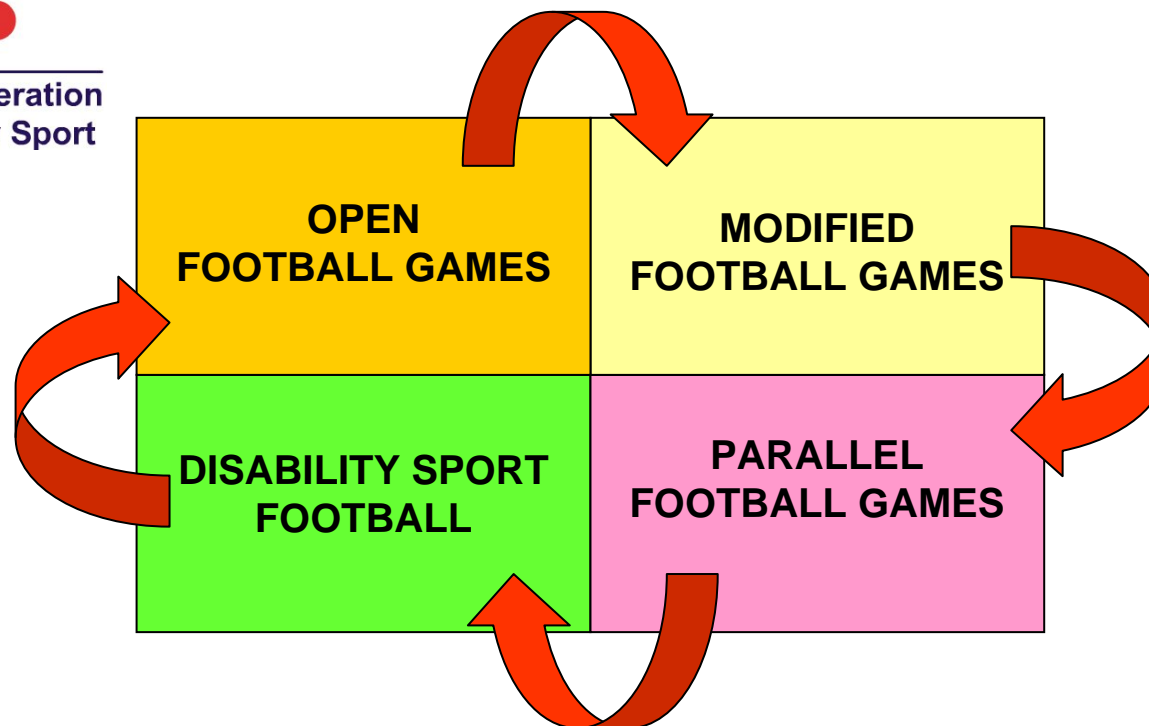 eration
Sport
OPEN
FOOTBALL GAMES
MODIFIED
FOOTBALL GAMES
DISABILITY SPORT
FOOTBALL
PARALLEL
FOOTBALL GAMES